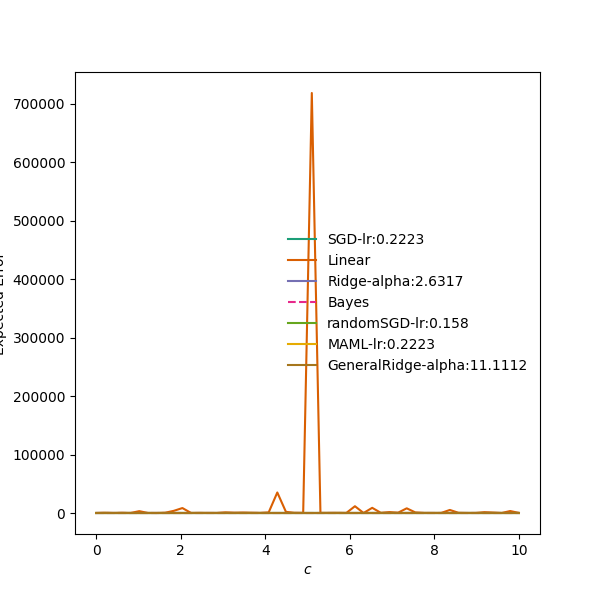 700000
600000
500000
400000
300000
200000
100000
0
Expected Error
SGD-lr:0.2223
Linear
Ridge-alpha:2.6317
Bayes
randomSGD-lr:0.158
MAML-lr:0.2223
GeneralRidge-alpha:11.1112
0 2 4 6 8 10
c